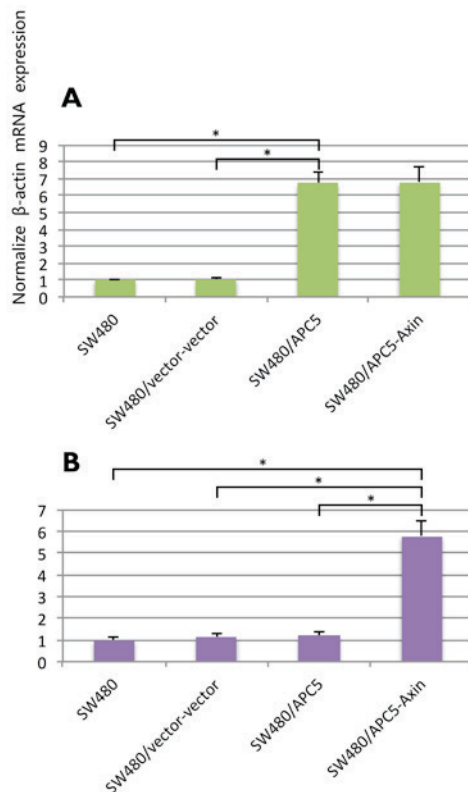 Normalize β-actin mRNA expression
A
*
*
9
8
7
6
5
4
3
2
1
0
SW480
SW480/vector-vector
SW480/APC5
SW480/APC5-Axin
B
*
*
*
7
6
5
4
3
2
1
0
SW480
SW480/vector-vector
SW480/APC5
SW480/APC5-Axin